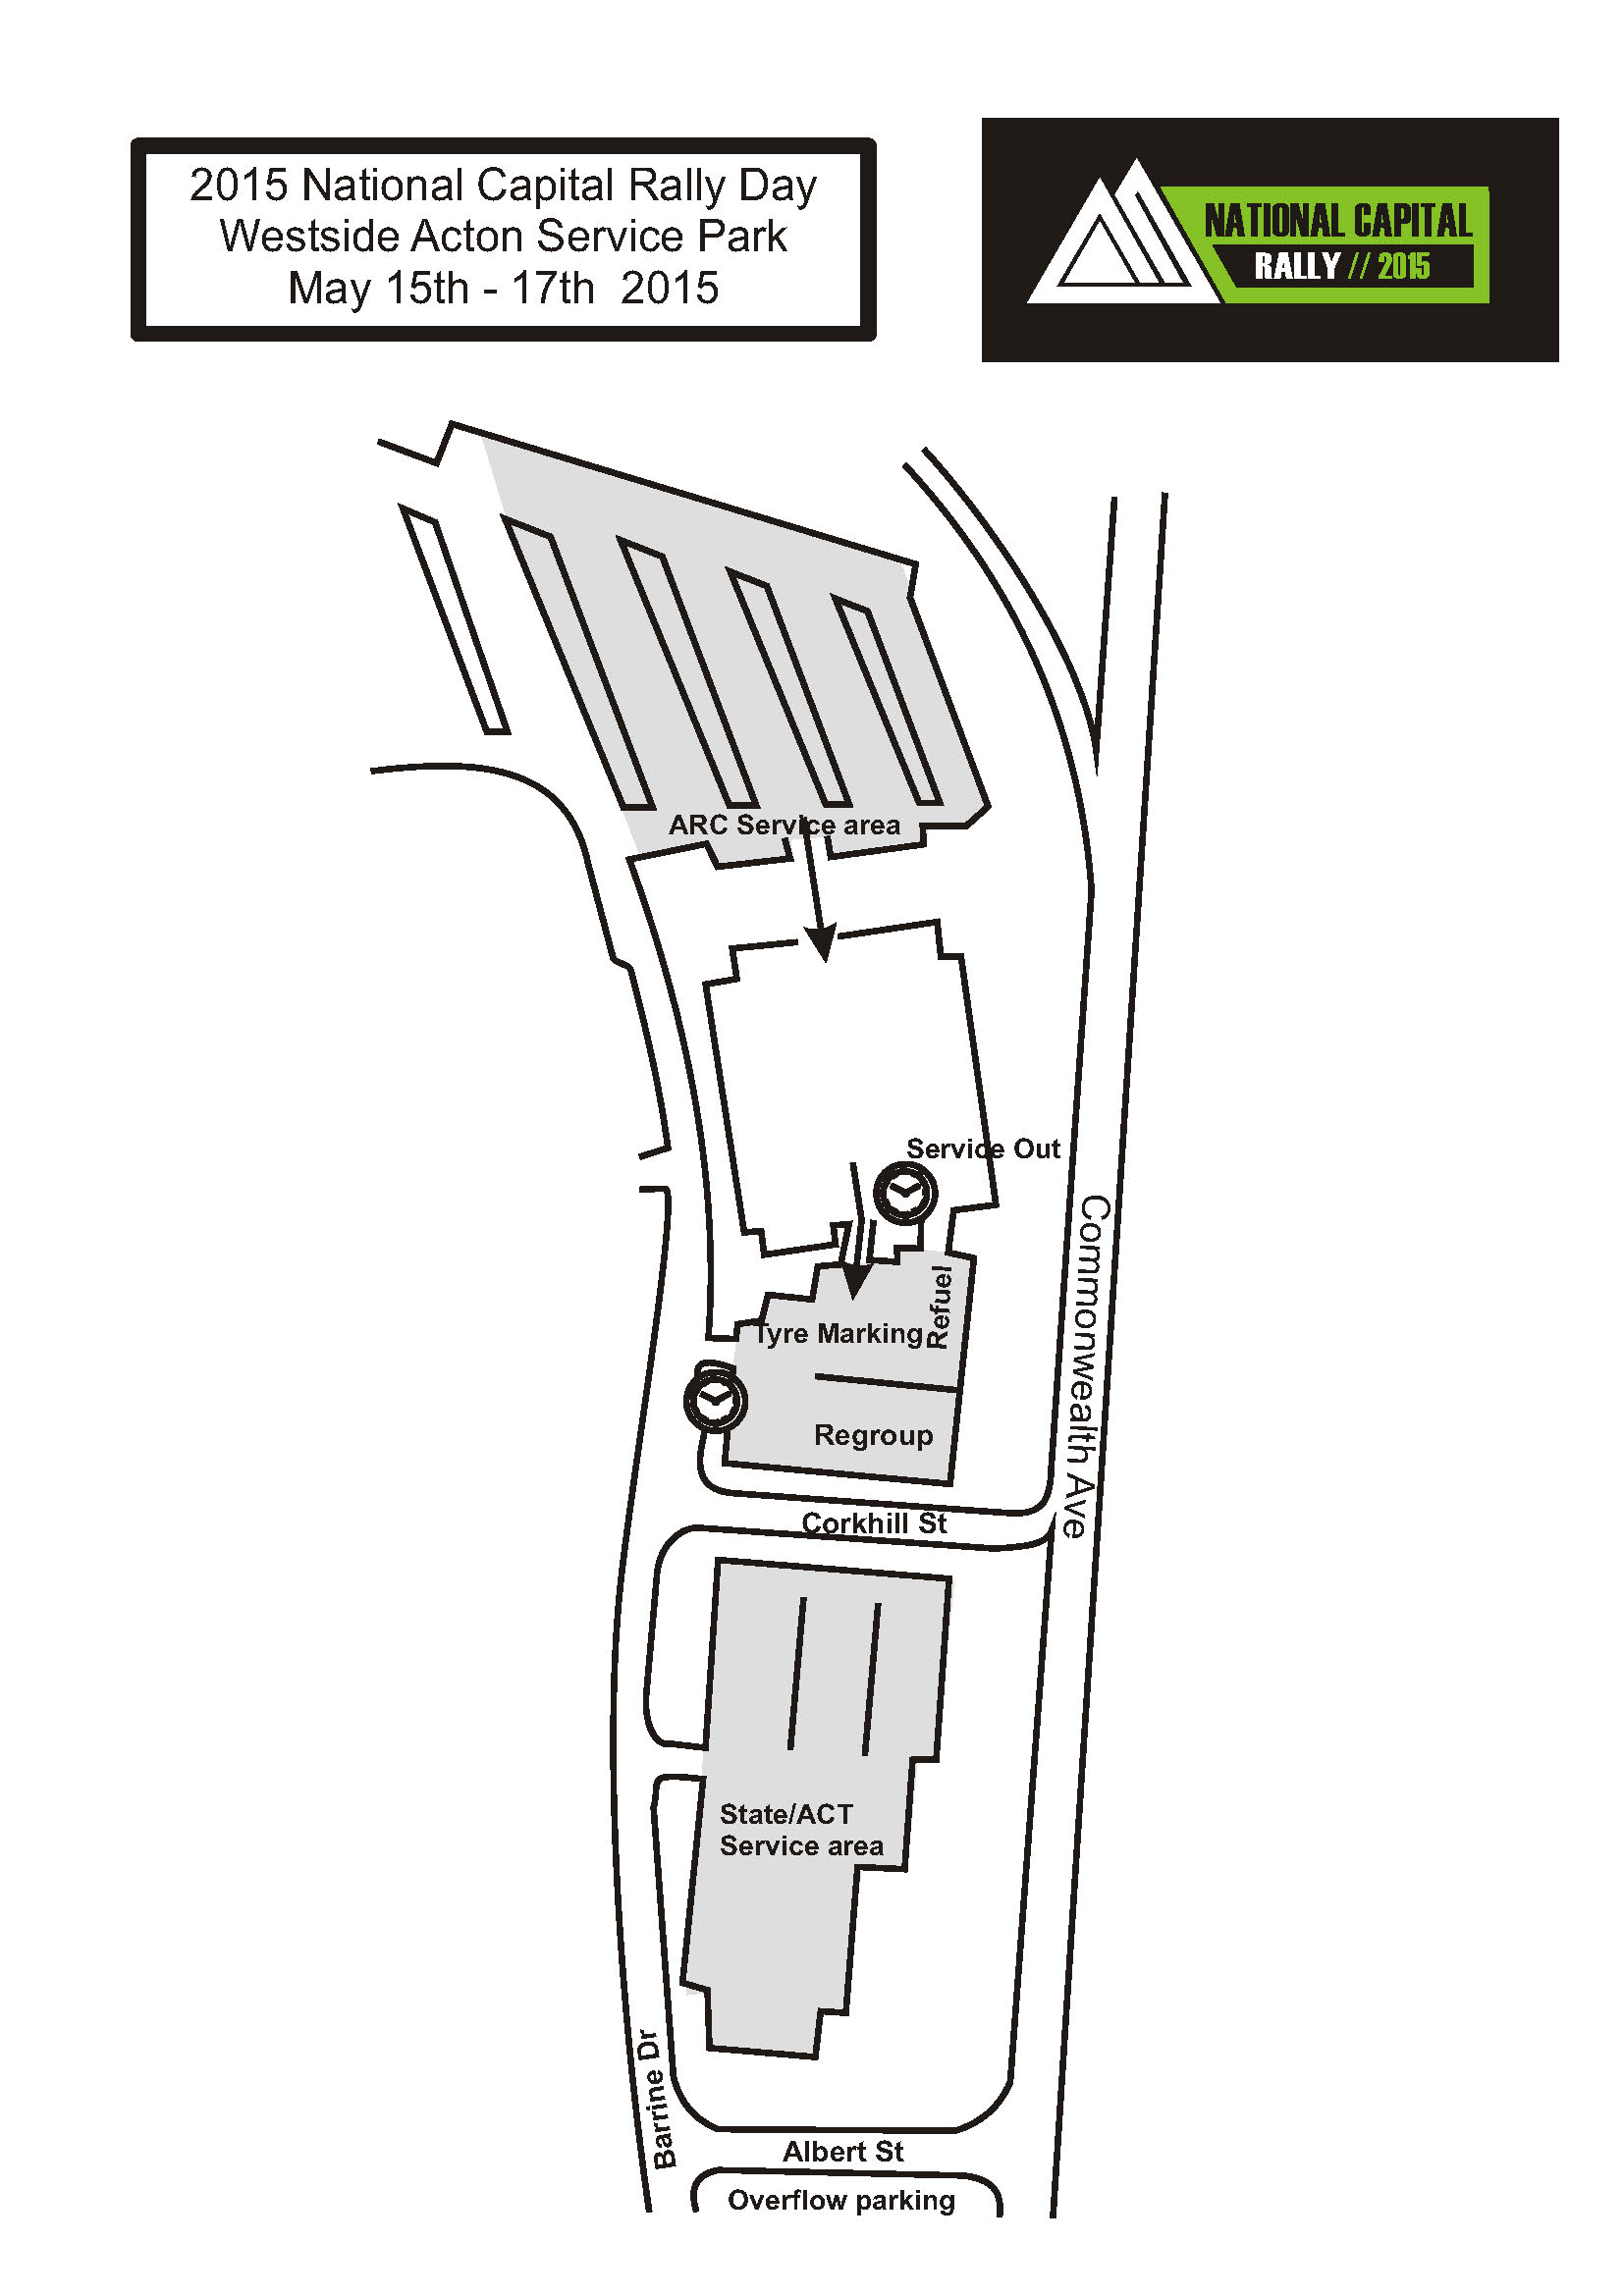 2015 National Capital Rally Day
Westside Acton Service Park
May 15th - 17th  2015
NATIONAL CAPITAL
RALLY // 2015
ARC Service area
Service Out
Commonwealth Ave
Refuel
Tyre Marking
Regroup
Corkhill St
State/ACT
Service area
Barrine Dr
Albert St
Overflow parking